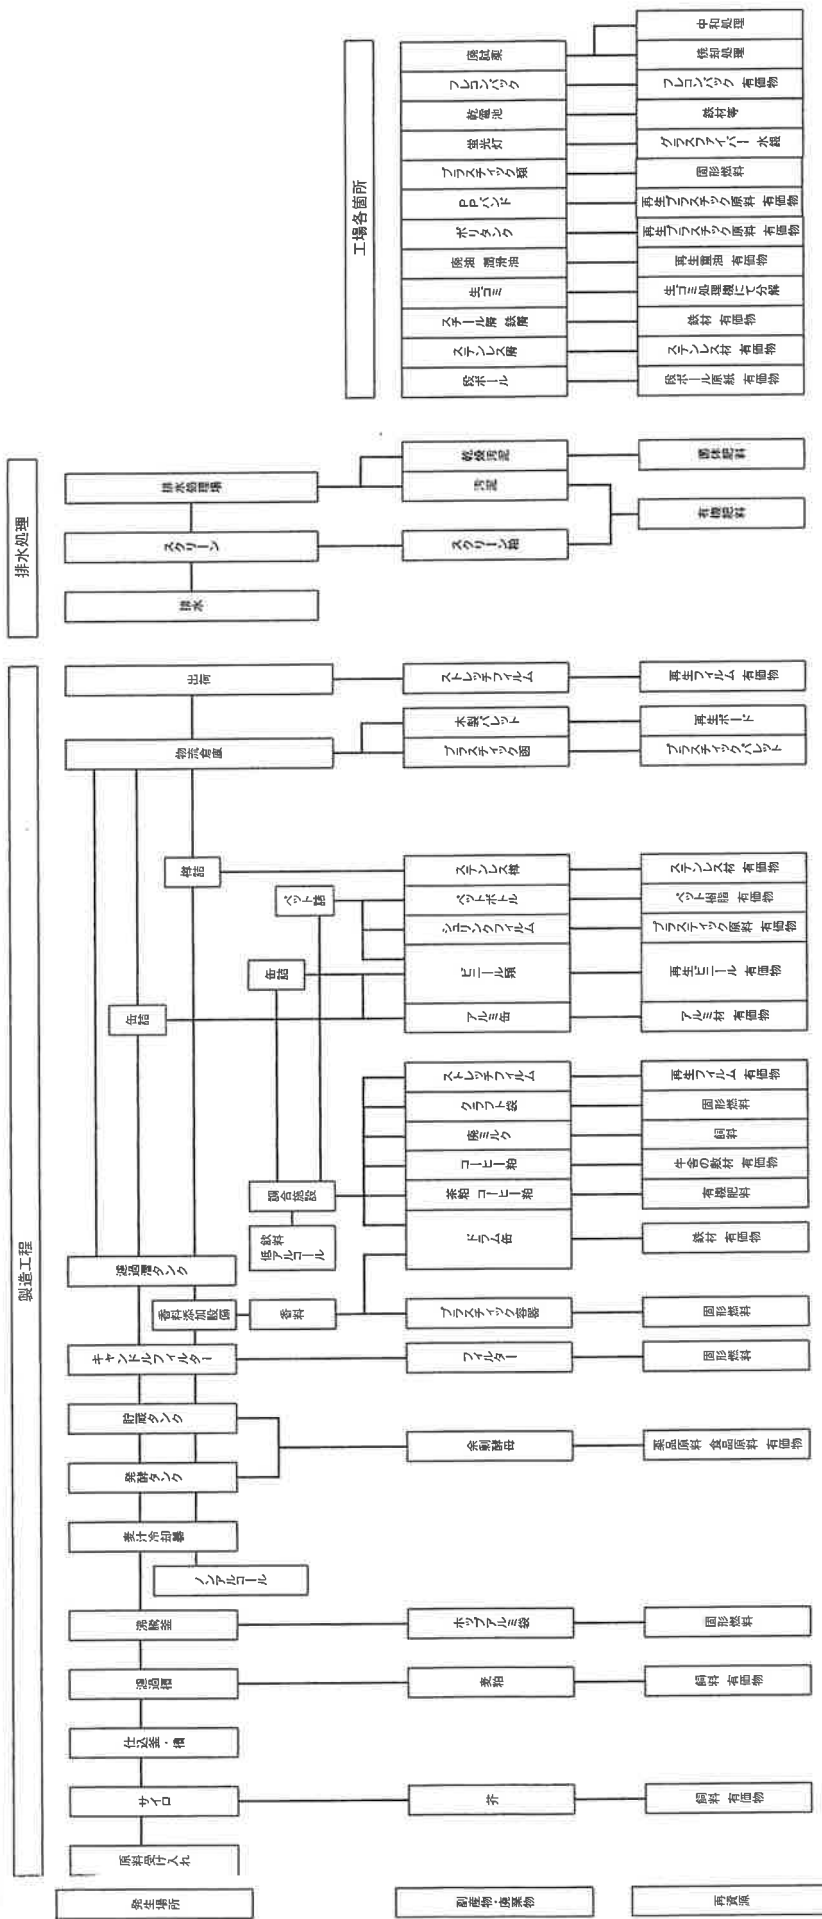 発生場所
副産物・廃棄物
再資源
製造工程
原料受け入れ
サイロ
芥
飼料 有価物
仕込釜・槽
濾過槽
麦粕
飼料 有価物
煮沸釜
ホップアルミ袋
固形燃料
ノンアルコール
麦汁冷却器
発酵タンク
貯蔵タンク
余剰酵母
薬品原料 食品原料 有価物
キャンドルフィルター
フィルター
固形燃料
香料添加設備
香料
プラスティック容器
固形燃料
濾過層タンク
飲料
低アルコール
調合施設
ドラム缶
鉄材 有価物
茶粕 コーヒー粕
有機肥料
コーヒー粕
牛舎の敷材 有価物
廃ミルク
飼料
クラフト袋
固形燃料
ストレッチフィルム
再生フィルム 有価物
缶詰
缶詰
アルミ缶
アルミ材 有価物
ビニール類
再生ビニール 有価物
シュリンクフィルム
プラスティック原料 有価物
ペット詰
ペットボトル
ペット樹脂 有価物
樽詰
ステンレス樽
ステンレス材 有価物
物流倉庫
プラスティック函
プラスティックパレット
木製パレット
再生ボード
出荷
ストレッチフィルム
再生フィルム 有価物
排水処理
排水
スクリーン
スクリーン粕
有機肥料
排水処理場
汚泥
乾燥汚泥
固体肥料
工場各箇所
段ボール
段ボール原紙 有価物
ステンレス屑
ステンレス材 有価物
スチール屑 鉄屑
鉄材 有価物
生ゴミ
生ゴミ処理機にて分解
廃油 潤滑油
再生重油 有価物
ポリタンク
再生プラスチック原料 有価物
PPバンド
再生プラスチック原料 有価物
プラスティック類
固形燃料
蛍光灯
グラスファイバー 水銀
乾電池
鉄材等
フレコンバック
フレコンバック 有価物
廃試薬
焼却処理
中和処理